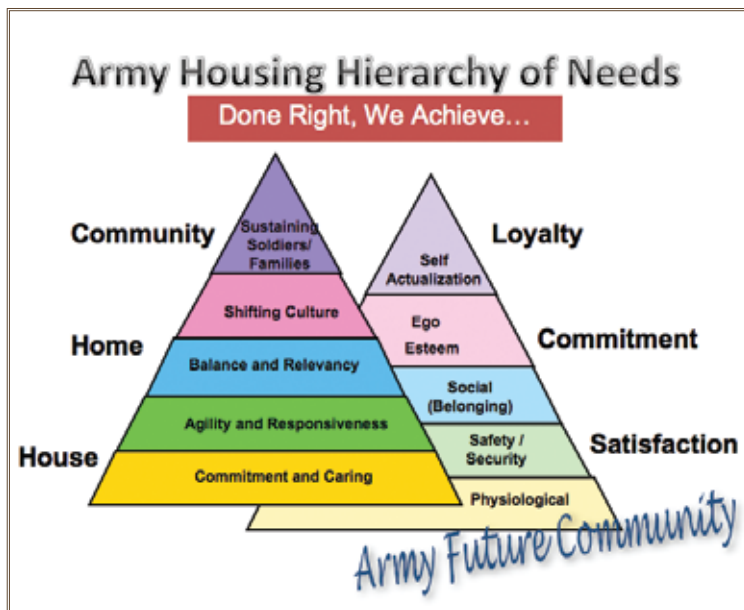 Army Housing Hierarchy of Needs
Done Right, We Achieve...
Community
Sustaining
Soldiers/
Families
Shifting Culture
Home
Balance and Relevancy
Agility and Responsiveness
House
Commitment and Caring
Self
Actualization
Loyalty
Ego
Esteem
Commitment
Social
(Belonging)
Safety /
Security
Satisfaction
Physiological
Army Future Community